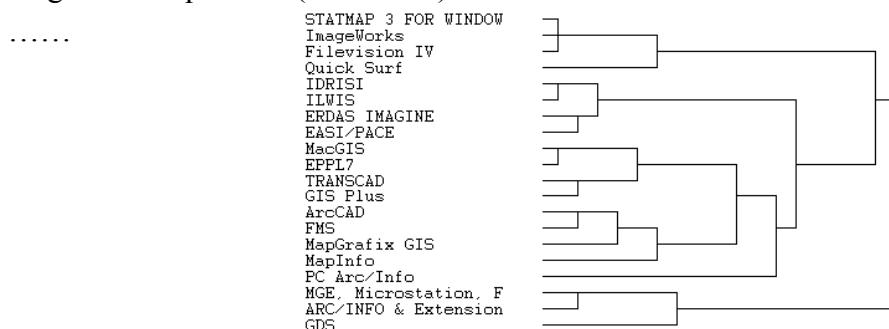 ……
STATMAP 3 FOR WINDOW
ImageWorks
Filevision IV
Quick Surf
IDRISI
ILWIS
ERDAS IMAGINE
EASI/PACE
MacGIS
EPPL7
TRANSCAD
GIS Plus
ArcCAD
FMS
MapGrafix GIS
MapInfo
PC Arc/Info
MGE, Microstation, F
ARC/INFO & Extension
GDS